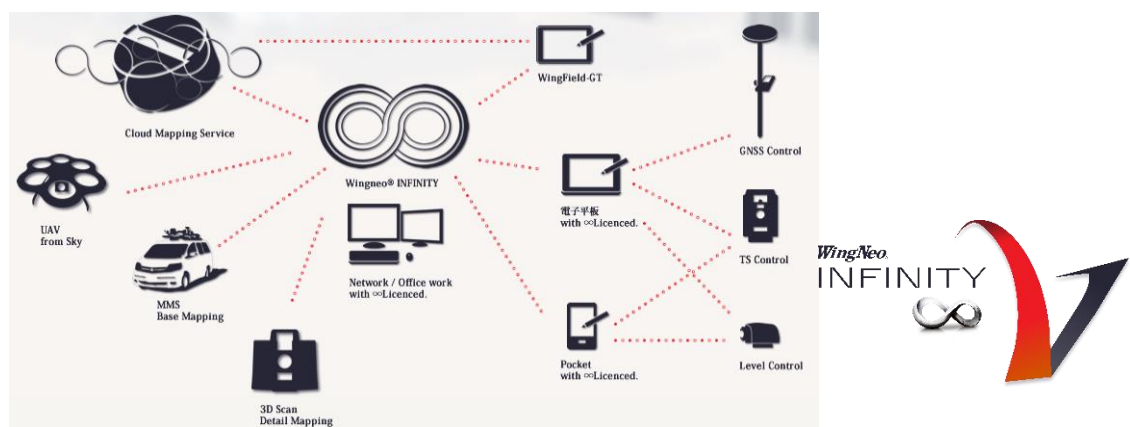 Cloud Mapping Service
WingField-GT
GNSS Control
Wingneo® INFINITY
電子平板
with ∞Licenced.
UAV
from Sky
TS Control
Network / Office work
with ∞Licenced.
MMS
Base Mapping
Pocket
with ∞Licenced.
Level Control
3D Scan
Detail Mapping
WingNeo
INFINITY